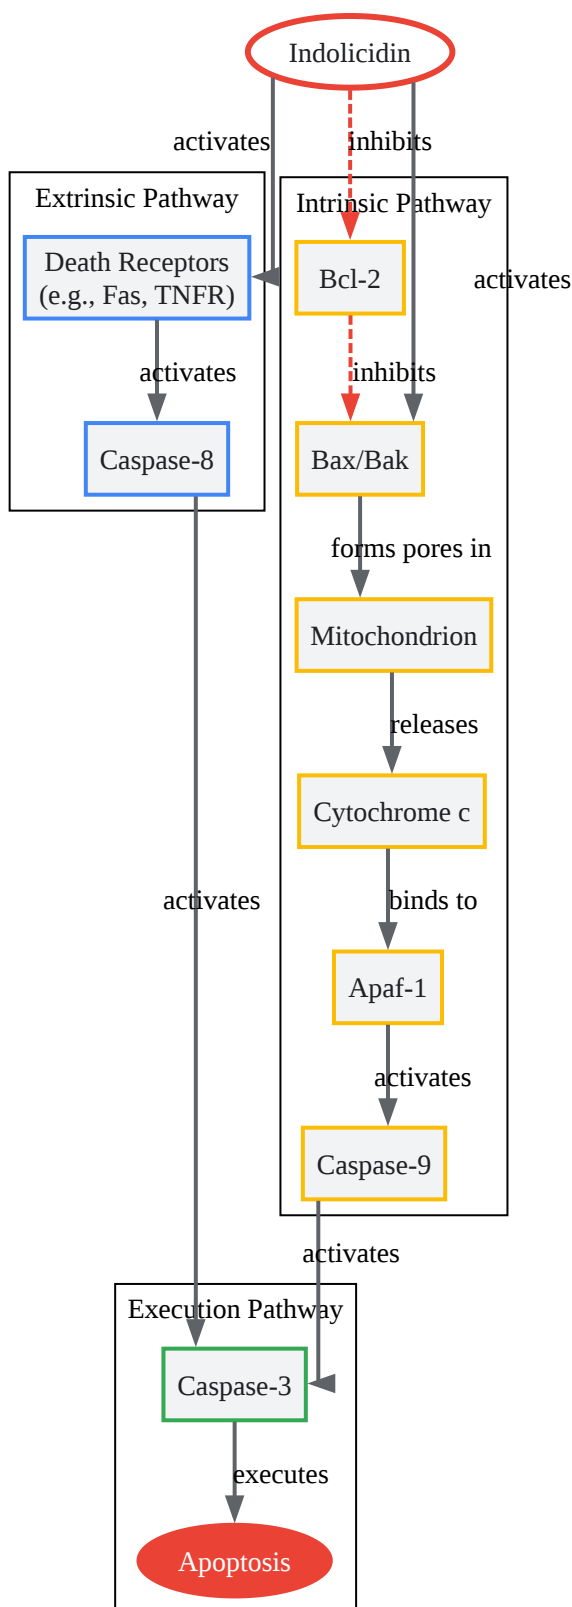 Indolicidin
activates
inhibits
Extrinsic Pathway
Intrinsic Pathway
Death Receptors
(e.g., Fas, TNFR)
Bcl-2
activates
activates
inhibits
Caspase-8
Bax/Bak
forms pores in
Mitochondrion
releases
Cytochrome c
activates
binds to
Apaf-1
activates
Caspase-9
activates
Execution Pathway
Caspase-3
executes
Apoptosis